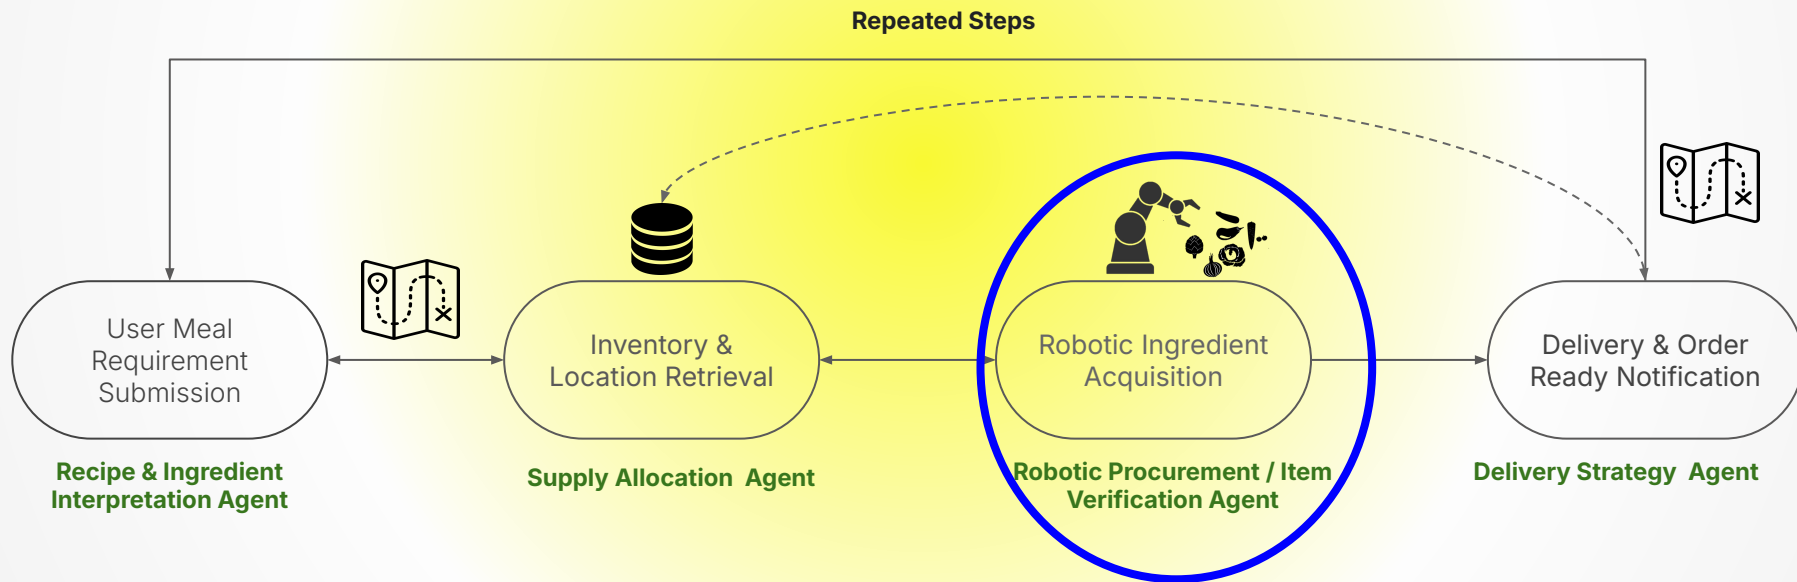 Repeated Steps
User Meal
Requirement
Submission
Inventory &
Location Retrieval
Robotic Ingredient
Acquisition
Delivery & Order
Ready Notification
Recipe & Ingredient
Interpretation Agent
Supply Allocation Agent
Robotic Procurement / Item
Verification Agent
Delivery Strategy Agent